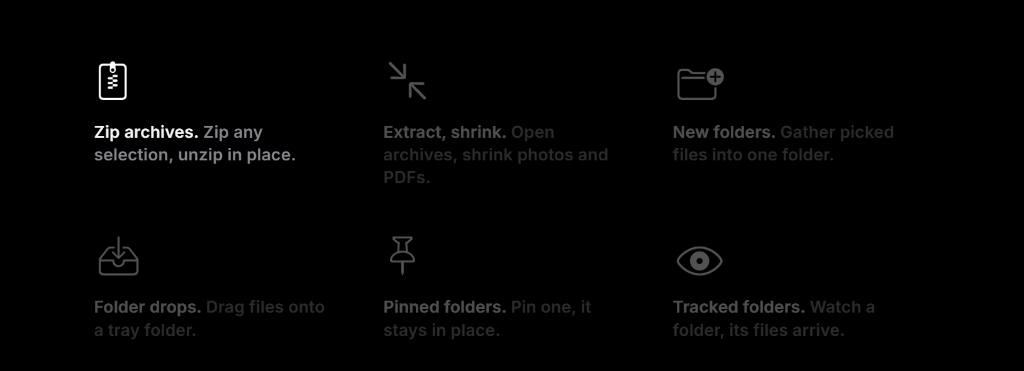 Zip archives. Zip any
selection, unzip in place.
Extract, shrink. Open
archives, shrink photos and
PDFs.
New folders. Gather picked
files into one folder.
Folder drops. Drag files onto
a tray folder.
Pinned folders. Pin one, it
stays in place.
Tracked folders. Watch a
folder, its files arrive.